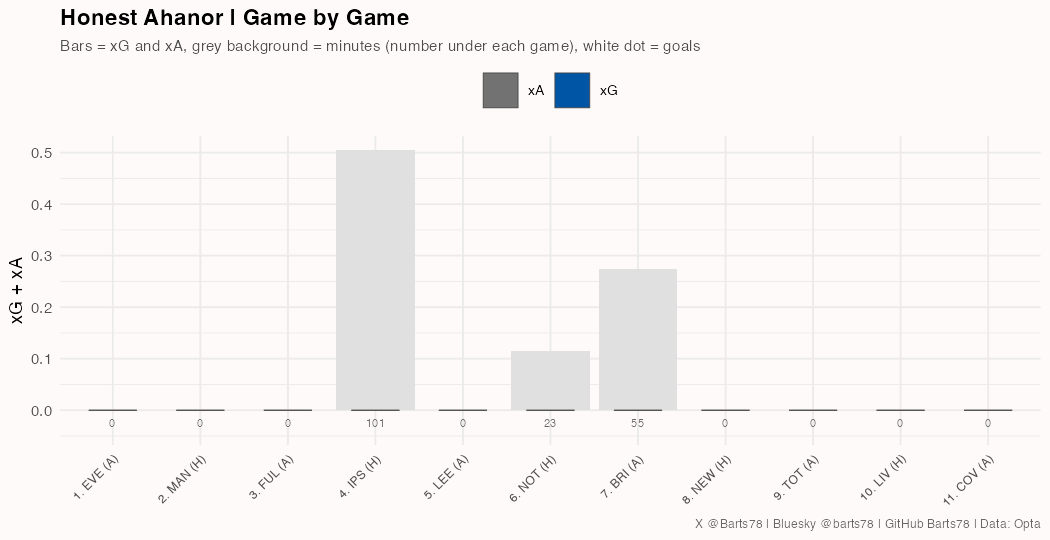 Honest Ahanor | Game by Game
Bars = xG and xA, grey background = minutes (number under each game), white dot = goals
xA xG
xG + xA
0.5
0.4
0.3
0.2
0.1
0.0
0 0 0 101 0 23 55 0 0 0 0
1. EVE (A) 2. MAN (H) 3. FUL (A) 4. IPS (H) 5. LEE (A) 6. NOT (H) 7. BRI (A) 8. NEW (H) 9. TOT (A) 10. LIV (H) 11. COV (A)
X @Barts78 | Bluesky @barts78 | GitHub Barts78 | Data: Opta